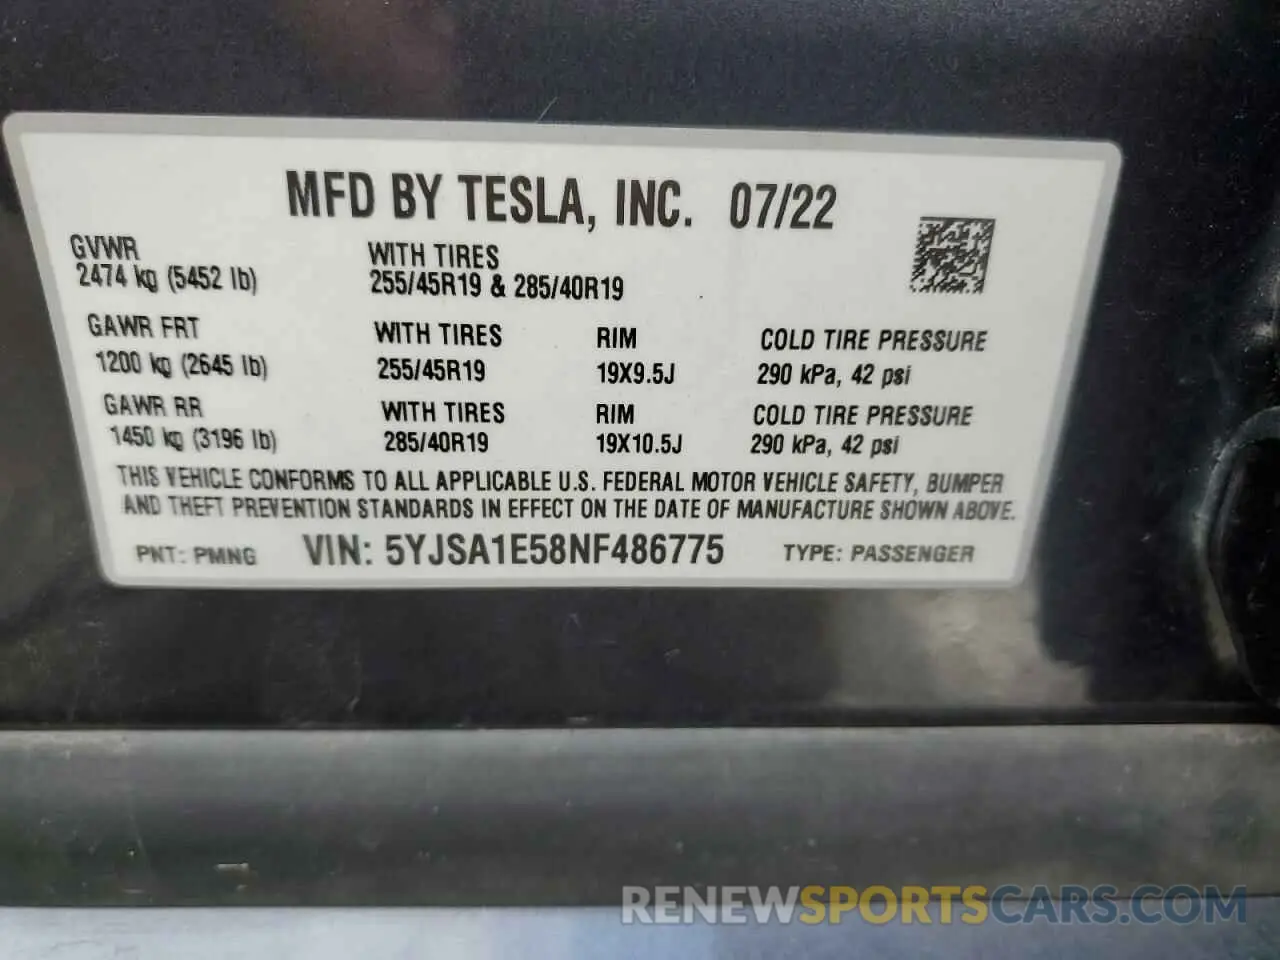 MFD BY TESLA, INC. 07/22
GVWR
2474 kg (5452 lb)
WITH TIRES
255/45R19 & 285/40R19
GAWR FRT WITH TIRES RIM COLD TIRE PRESSURE
1200 kg (2645 lb) 255/45R19 19X9.5J 290 kPa, 42 psi
GAWR RR WITH TIRES RIM COLD TIRE PRESSURE
1450 kg (3196 lb) 285/40R19 19X10.5J 290 kPa, 42 psi
THIS VEHICLE CONFORMS TO ALL APPLICABLE U.S. FEDERAL MOTOR VEHICLE SAFETY, BUMPER
AND THEFT PREVENTION STANDARDS IN EFFECT ON THE DATE OF MANUFACTURE SHOWN ABOVE.
PNT: PMNG VIN: 5YJSA1E58NF486775 TYPE: PASSENGER
RENEWSPORTSCARS.COM